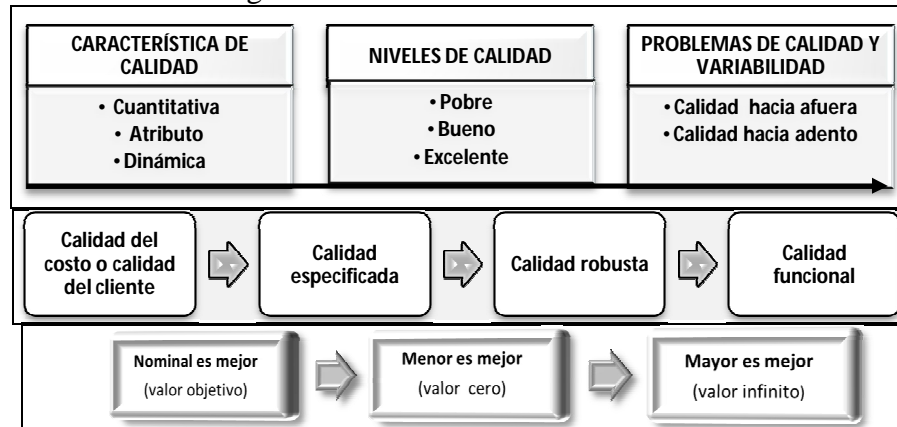 CARACTERÍSTICA DE
CALIDAD
• Cuantitativa
• Atributo
• Dinámica
NIVELES DE CALIDAD
• Pobre
• Bueno
• Excelente
PROBLEMAS DE CALIDAD Y
VARIABILIDAD
• Calidad hacia afuera
• Calidad hacia adento
Calidad del
costo o calidad
del cliente
Calidad
especificada
Calidad robusta
Calidad
funcional
Nominal es mejor
(valor objetivo)
Menor es mejor
(valor cero)
Mayor es mejor
(valor infinito)